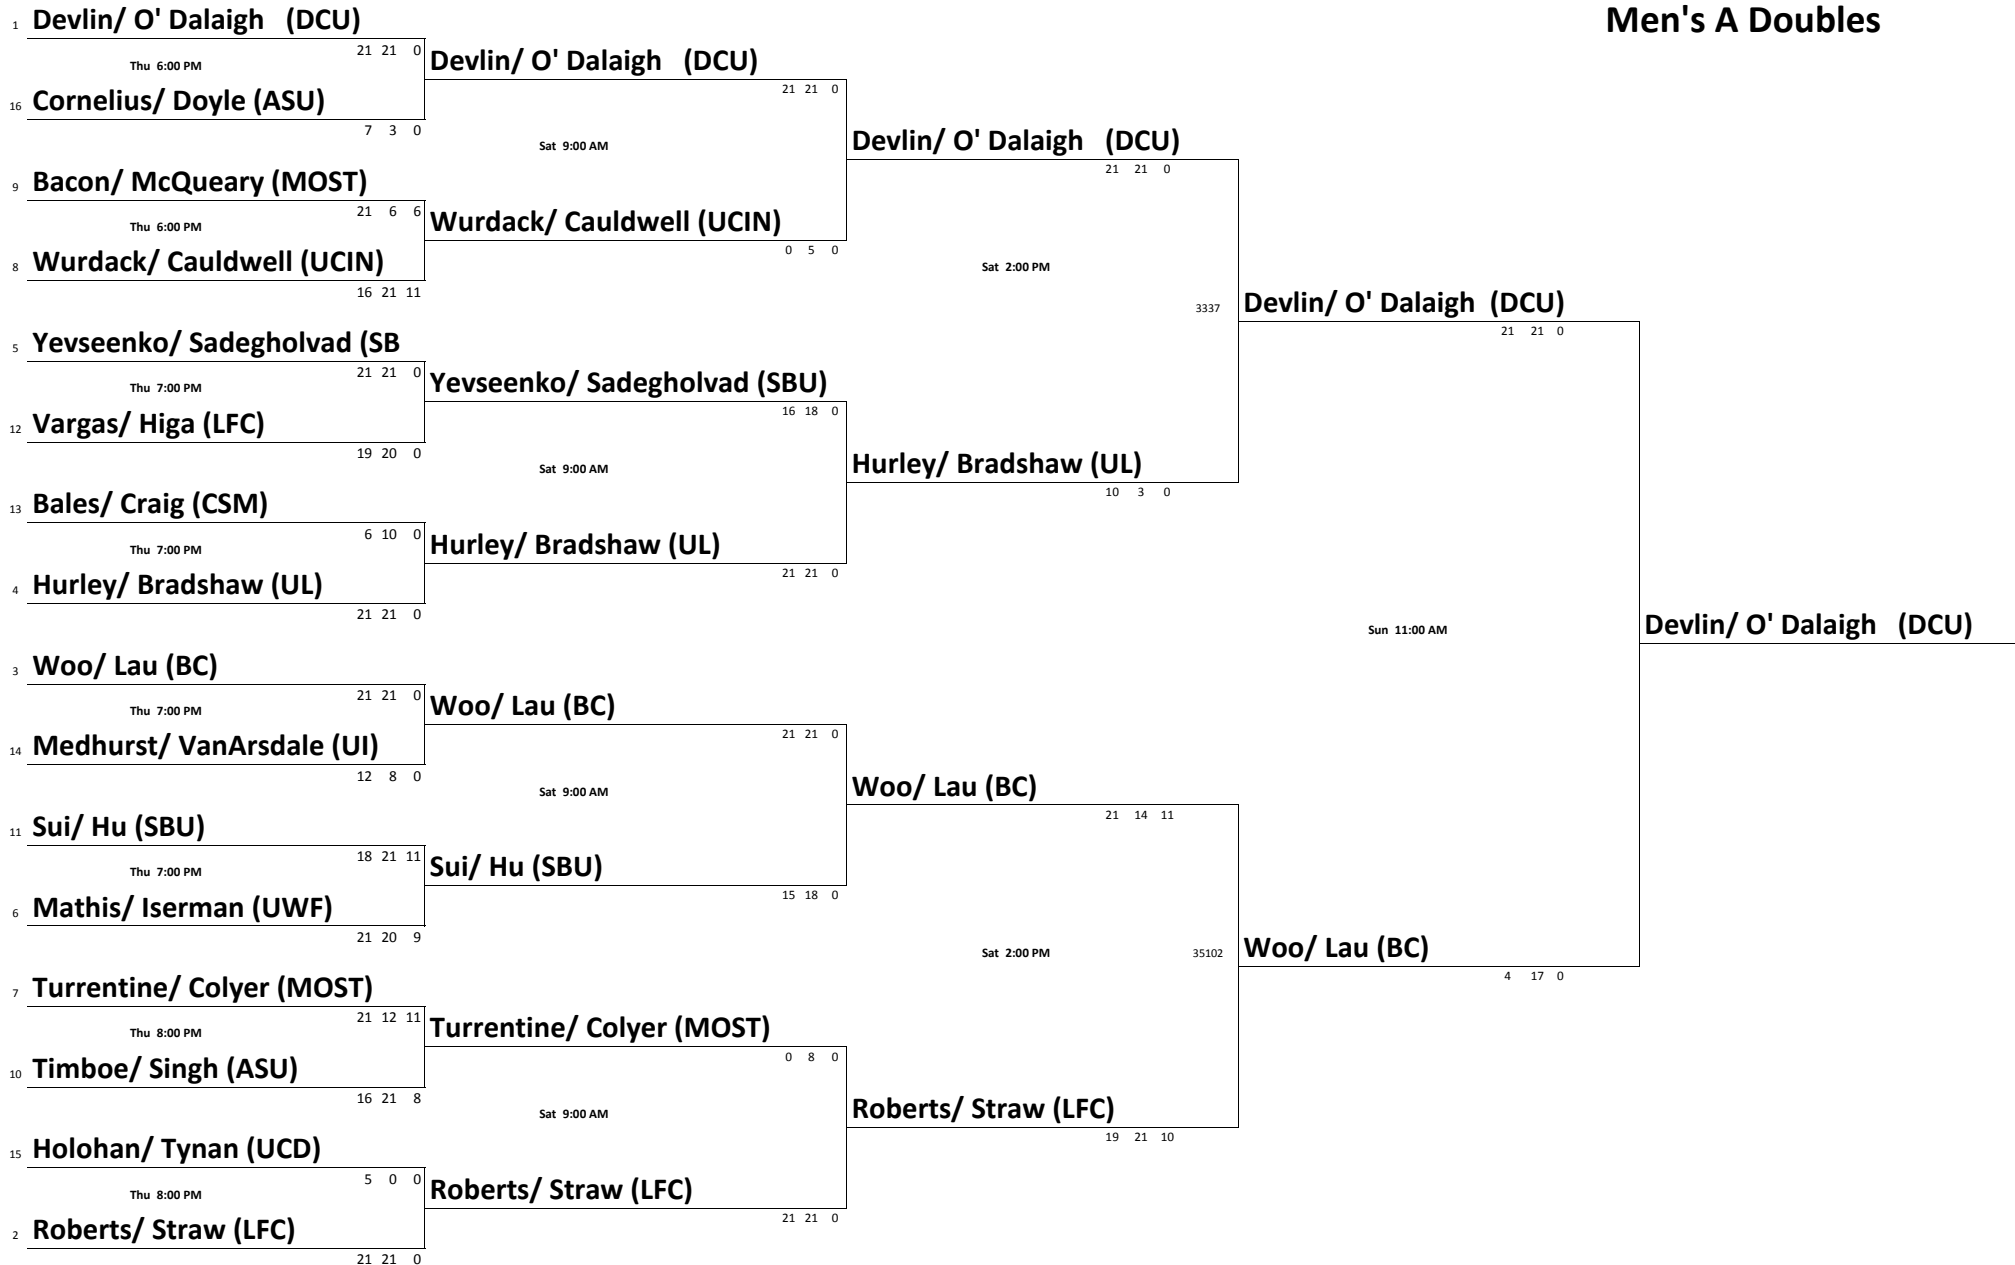 Men's A Doubles
1 Devlin/ O' Dalaigh (DCU)
21 21 0
Thu 6:00 PM
16 Cornelius/ Doyle (ASU)
7 3 0
9 Bacon/ McQueary (MOST)
21 6 6
Thu 6:00 PM
8 Wurdack/ Cauldwell (UCIN)
16 21 11
5 Yevseenko/ Sadegholvad (SB
21 21 0
Thu 7:00 PM
12 Vargas/ Higa (LFC)
19 20 0
13 Bales/ Craig (CSM)
6 10 0
Thu 7:00 PM
4 Hurley/ Bradshaw (UL)
21 21 0
3 Woo/ Lau (BC)
21 21 0
Thu 7:00 PM
14 Medhurst/ VanArsdale (UI)
12 8 0
11 Sui/ Hu (SBU)
18 21 11
Thu 7:00 PM
6 Mathis/ Iserman (UWF)
21 20 9
7 Turrentine/ Colyer (MOST)
21 12 11
Thu 8:00 PM
10 Timboe/ Singh (ASU)
16 21 8
15 Holohan/ Tynan (UCD)
5 0 0
Thu 8:00 PM
2 Roberts/ Straw (LFC)
21 21 0
Devlin/ O' Dalaigh (DCU)
21 21 0
Sat 9:00 AM
Wurdack/ Cauldwell (UCIN)
0 5 0
Yevseenko/ Sadegholvad (SBU)
16 18 0
Sat 9:00 AM
Hurley/ Bradshaw (UL)
21 21 0
Woo/ Lau (BC)
21 21 0
Sat 9:00 AM
Sui/ Hu (SBU)
15 18 0
Turrentine/ Colyer (MOST)
0 8 0
Sat 9:00 AM
Roberts/ Straw (LFC)
21 21 0
Devlin/ O' Dalaigh (DCU)
21 21 0
Sat 2:00 PM
3337
Hurley/ Bradshaw (UL)
10 3 0
Woo/ Lau (BC)
21 14 11
Sat 2:00 PM
35102
Roberts/ Straw (LFC)
19 21 10
Devlin/ O' Dalaigh (DCU)
21 21 0
Sun 11:00 AM
Woo/ Lau (BC)
4 17 0
Devlin/ O' Dalaigh (DCU)